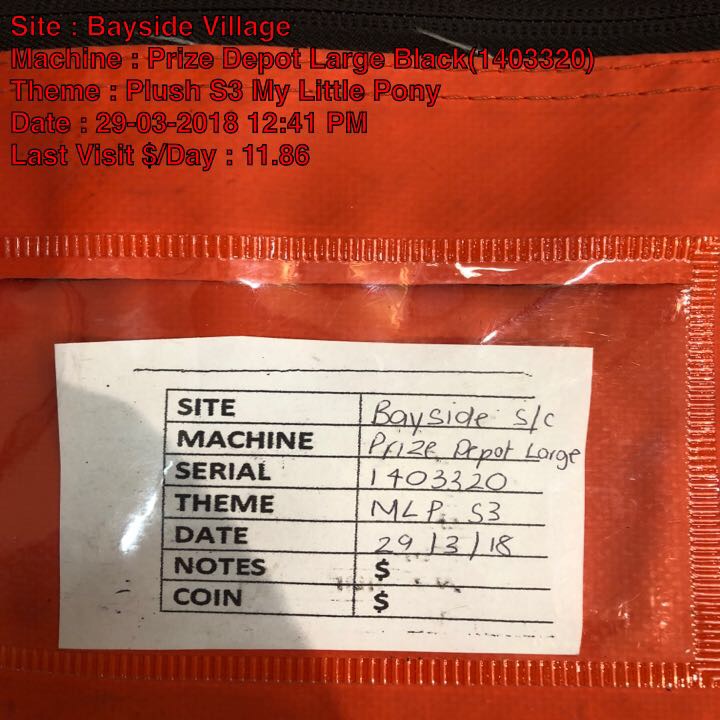 Site : Bayside Village
Machine : Prize Depot Large Black(1403320)
Theme : Plush S3 My Little Pony
Date : 29-03-2018 12:41 PM
Last Visit $/Day : 11.86
SITE Bayside S/C
MACHINE Prize Depot Large
SERIAL 1403320
THEME MLP S3
DATE 29/3/18
NOTES $
COIN $